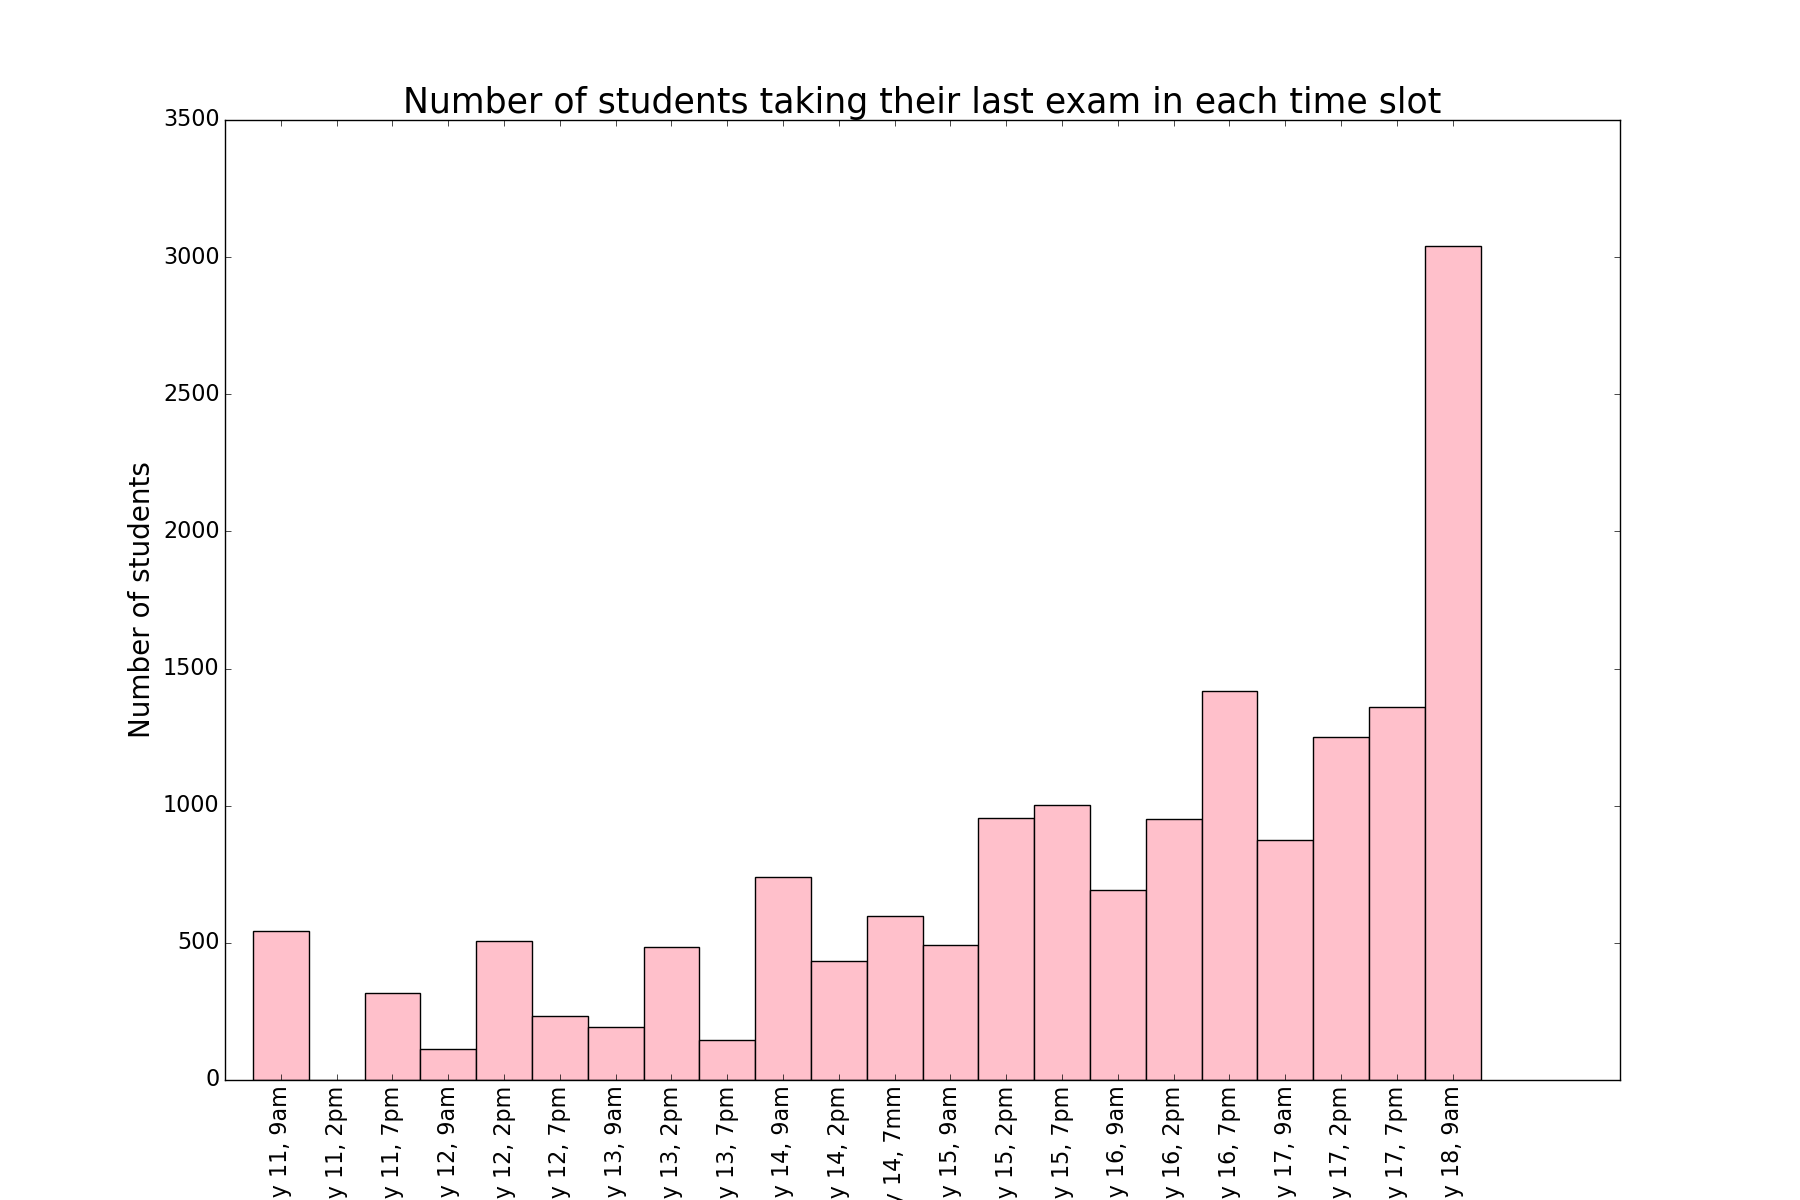 Number of students taking their last exam in each time slot
3500
3000
2500
2000
1500
1000
500
0
Number of students
y 11, 9am
y 11, 2pm
y 11, 7pm
y 12, 9am
y 12, 2pm
y 12, 7pm
y 13, 9am
y 13, 2pm
y 13, 7pm
y 14, 9am
y 14, 2pm
y 14, 7mm
y 15, 9am
y 15, 2pm
y 15, 7pm
y 16, 9am
y 16, 2pm
y 16, 7pm
y 17, 9am
y 17, 2pm
y 17, 7pm
y 18, 9am